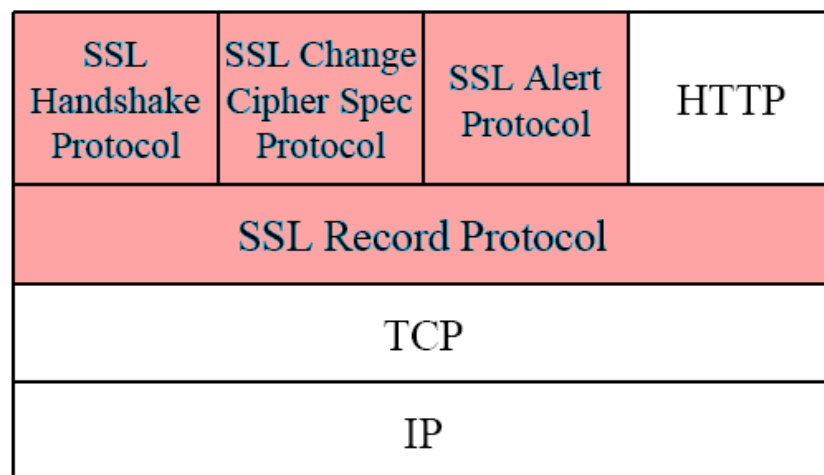 SSL
Handshake
Protocol
SSL Change
Cipher Spec
Protocol
SSL Alert
Protocol
HTTP
SSL Record Protocol
TCP
IP